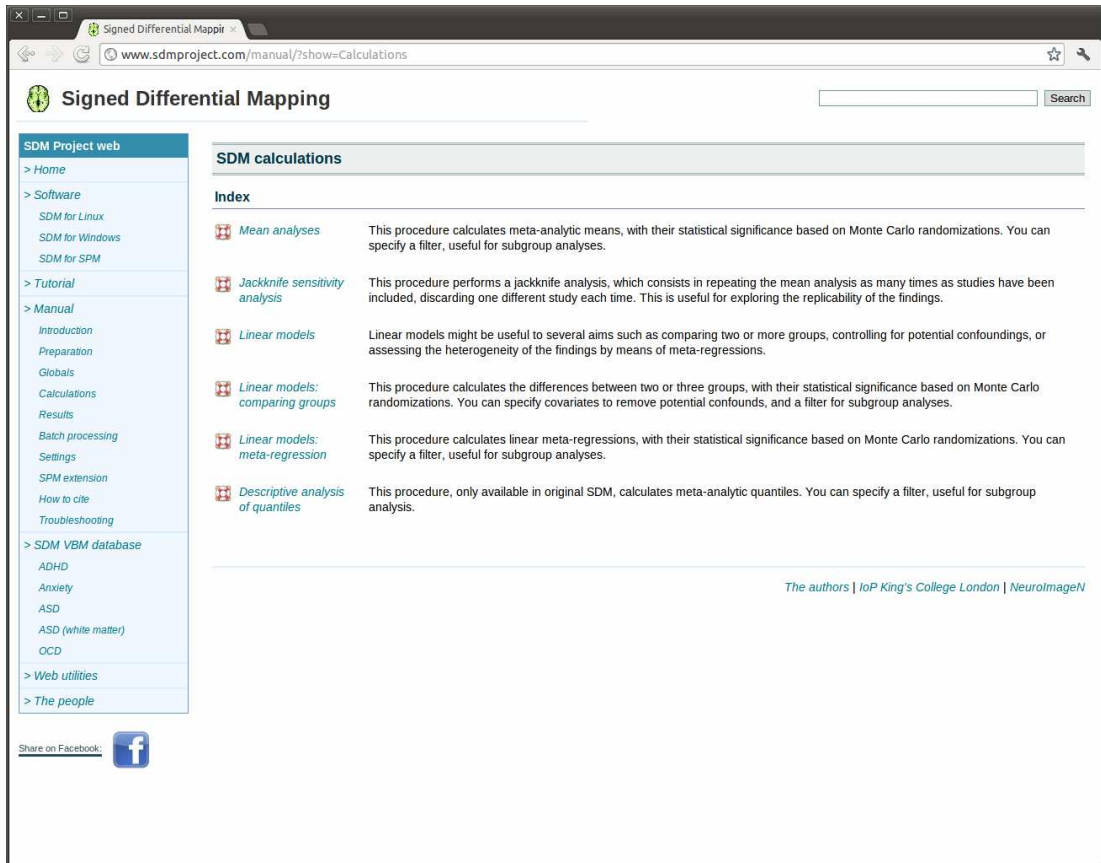 Signed Differential Mappin
www.sdmproject.com/manual/?show=Calculations
Signed Differential Mapping
Search
SDM Project web
> Home
> Software
SDM for Linux
SDM for Windows
SDM for SPM
> Tutorial
> Manual
Introduction
Preparation
Globals
Calculations
Results
Batch processing
Settings
SPM extension
How to cite
Troubleshooting
> SDM VBM database
ADHD
Anxiety
ASD
ASD (white matter)
OCD
> Web utilities
> The people
Share on Facebook:
SDM calculations
Index
Mean analyses
This procedure calculates meta-analytic means, with their statistical significance based on Monte Carlo randomizations. You can
specify a filter, useful for subgroup analyses.
Jackknife sensitivity
analysis
This procedure performs a jackknife analysis, which consists in repeating the mean analysis as many times as studies have been
included, discarding one different study each time. This is useful for exploring the replicability of the findings.
Linear models
Linear models might be useful to several aims such as comparing two or more groups, controlling for potential confoundings, or
assessing the heterogeneity of the findings by means of meta-regressions.
Linear models:
comparing groups
This procedure calculates the differences between two or three groups, with their statistical significance based on Monte Carlo
randomizations. You can specify covariates to remove potential confounds, and a filter for subgroup analyses.
Linear models:
meta-regression
This procedure calculates linear meta-regressions, with their statistical significance based on Monte Carlo randomizations. You can
specify a filter, useful for subgroup analyses.
Descriptive analysis
of quantiles
This procedure, only available in original SDM, calculates meta-analytic quantiles. You can specify a filter, useful for subgroup
analysis.
The authors | IoP King's College London | NeuroImageN